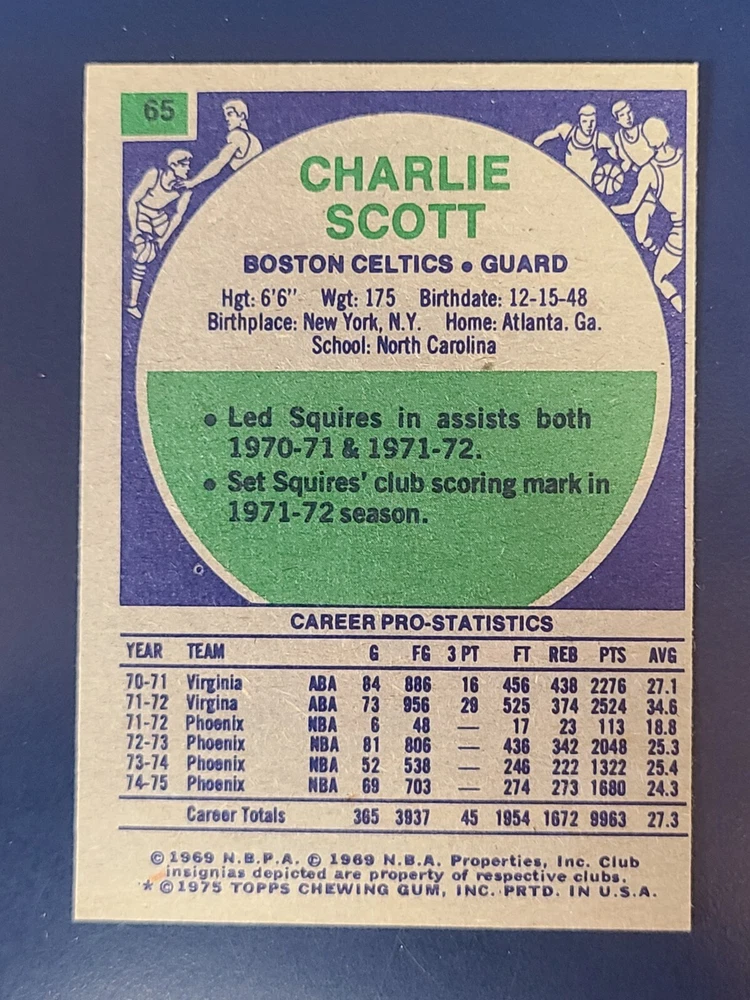 65
CHARLIE
SCOTT
BOSTON CELTICS • GUARD
Hgt: 6'6" Wgt: 175 Birthdate: 12-15-48
Birthplace: New York, N.Y. Home: Atlanta. Ga.
School: North Carolina
• Led Squires in assists both
1970-71 & 1971-72.
• Set Squires' club scoring mark in
1971-72 season.
CAREER PRO-STATISTICS
YEAR TEAM G FG 3 PT FT REB PTS AVG
70-71 Virginia ABA 84 886 16 456 438 2276 27.1
71-72 Virgina ABA 73 956 29 525 374 2524 34.6
71-72 Phoenix NBA 6 48 — 17 23 113 18.8
72-73 Phoenix NBA 81 806 — 436 342 2048 25.3
73-74 Phoenix NBA 52 538 — 246 222 1322 25.4
74-75 Phoenix NBA 69 703 — 274 273 1680 24.3
Career Totals 365 3937 45 1954 1672 9963 27.3
© 1969 N.B.P.A. © 1969 N.B.A. Properties, Inc. Club
insignias depicted are property of respective clubs.
* © 1975 TOPPS CHEWING GUM, INC. PRTD. IN U.S.A.